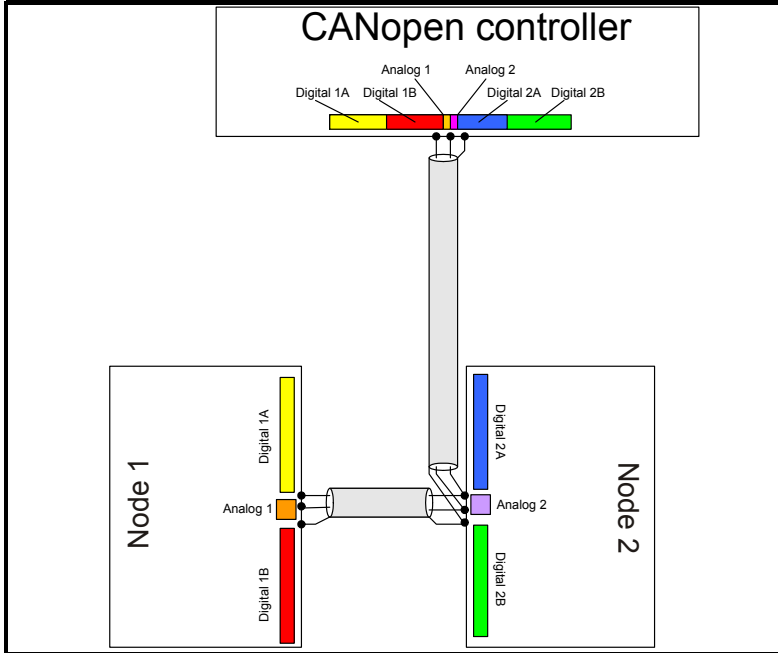 CANopen controller
Analog 1
Analog 2
Digital 1A
Digital 1B
Digital 2A
Digital 2B
Node 1
Digital 1A
Analog 1
Digital 1B
Digital 2A
Analog 2
Digital 2B
Node 2